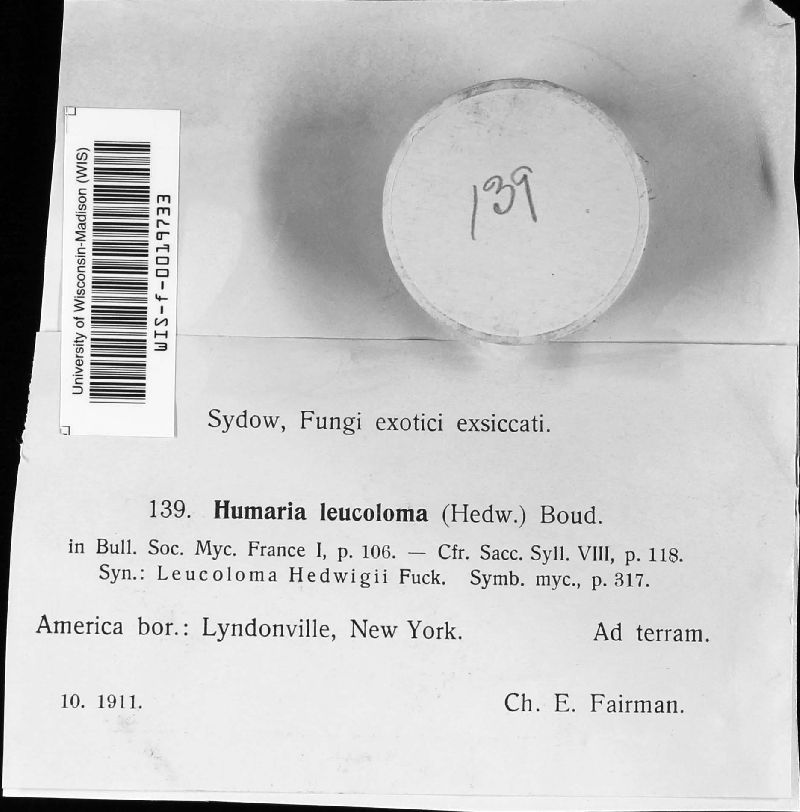 139
University of Wisconsin-Madison (WIS)
WIS-f-0019733
Sydow, Fungi exotici exsiccati.
139. Humaria leucoloma (Hedw.) Boud.
in Bull. Soc. Myc. France I, p. 106. — Cfr. Sacc. Syll. VIII, p. 118.
Syn.: Leucoloma Hedwigii Fuck. Symb. myc., p. 317.
America bor.: Lyndonville, New York. Ad terram.
10. 1911. Ch. E. Fairman.